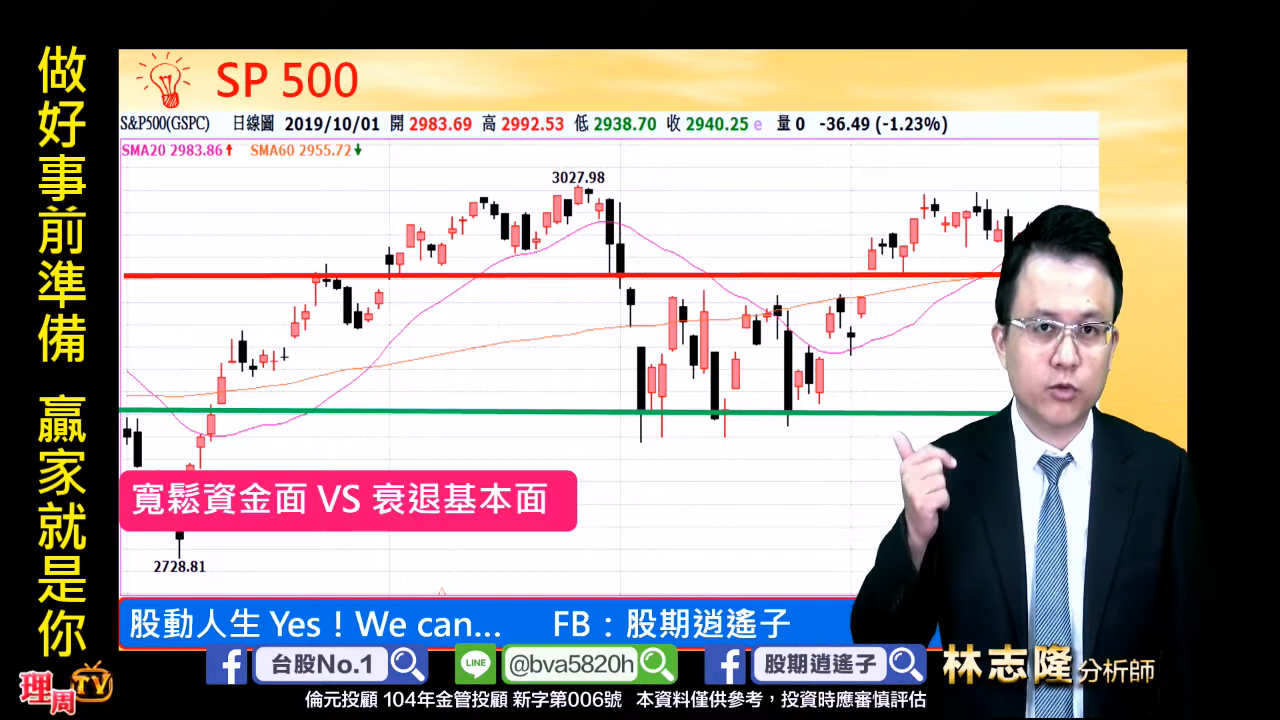 做好事前準備 贏家就是你
SP 500
S&P500(GSPC) 日線圖 2019/10/01 開 2983.69 高 2992.53 低 2938.70 收 2940.25 e 量 0 -36.49 (-1.23%)
SMA20 2983.86↑ SMA60 2955.72↓
3027.98
寬鬆資金面 VS 衰退基本面
2728.81
股動人生 Yes！We can... FB：股期逍遙子
台股No.1
LINE @bva5820h
股期逍遙子
林志隆 分析師
理周TV
倫元投顧 104年金管投顧 新字第006號 本資料僅供參考，投資時應審慎評估